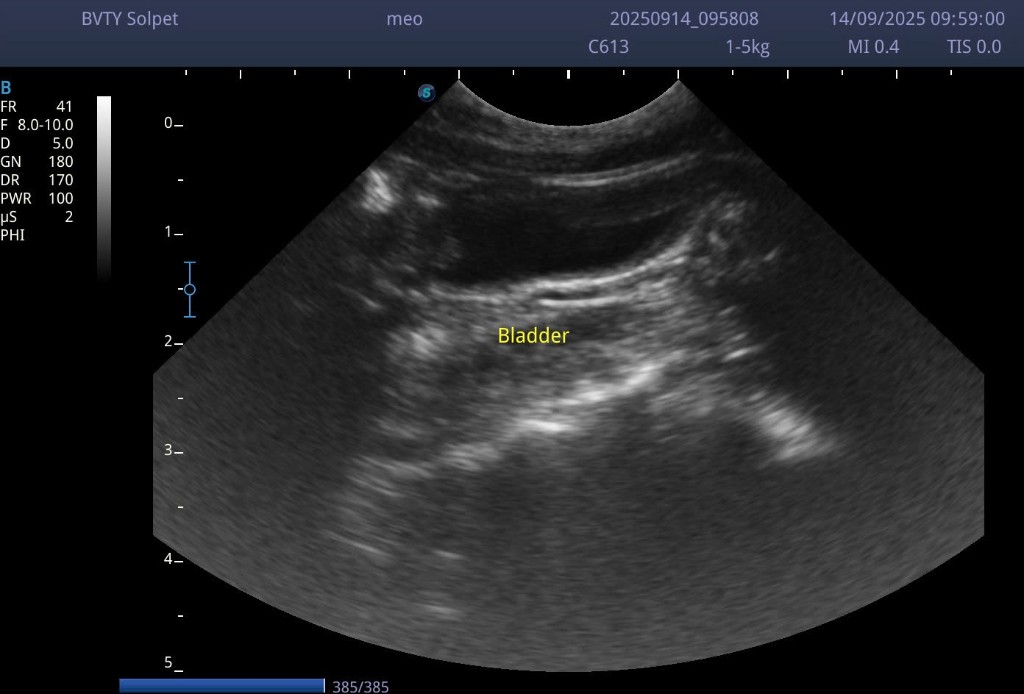 BVTY Solpet meo 20250914_095808 14/09/2025 09:59:00
C613 1-5kg MI 0.4 TIS 0.0
B
FR 41
F 8.0-10.0
D 5.0
GN 180
DR 170
PWR 100
µS 2
PHI
S
0
1
2
3
4
5
Bladder
385/385